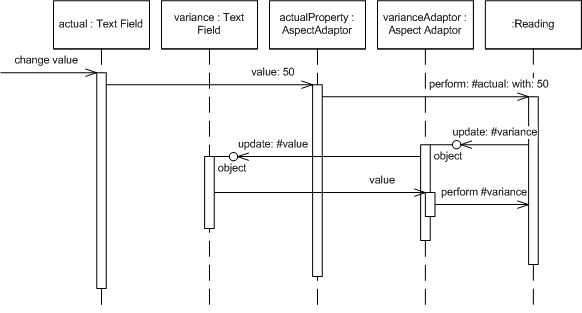 actual : Text Field
variance : Text
Field
actualProperty :
AspectAdaptor
varianceAdaptor :
Aspect Adaptor
:Reading
change value
value: 50
perform: #actual: with: 50
update: #variance
object
update: #value
object
value
perform #variance